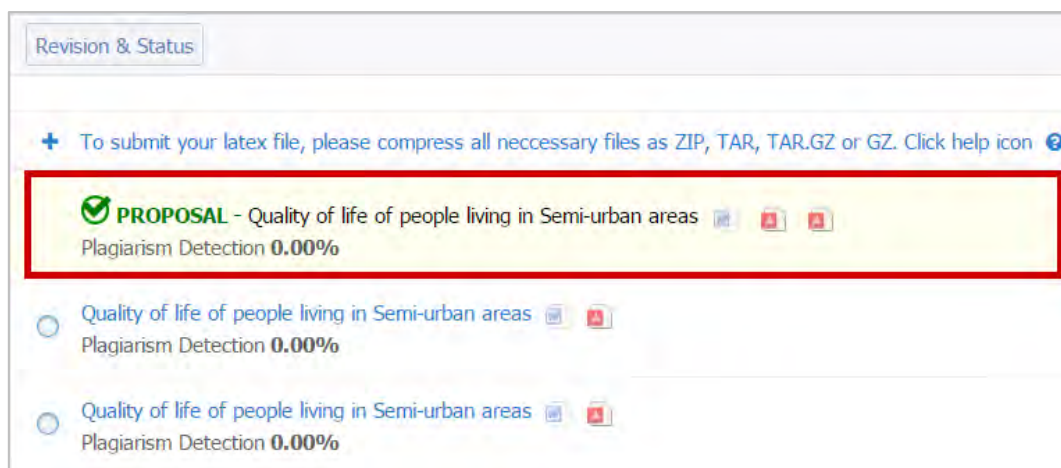 Revision & Status
To submit your latex file, please compress all neccessary files as ZIP, TAR, TAR.GZ or GZ. Click help icon
PROPOSAL - Quality of life of people living in Semi-urban areas
Plagiarism Detection 0.00%
Quality of life of people living in Semi-urban areas
Plagiarism Detection 0.00%
Quality of life of people living in Semi-urban areas
Plagiarism Detection 0.00%